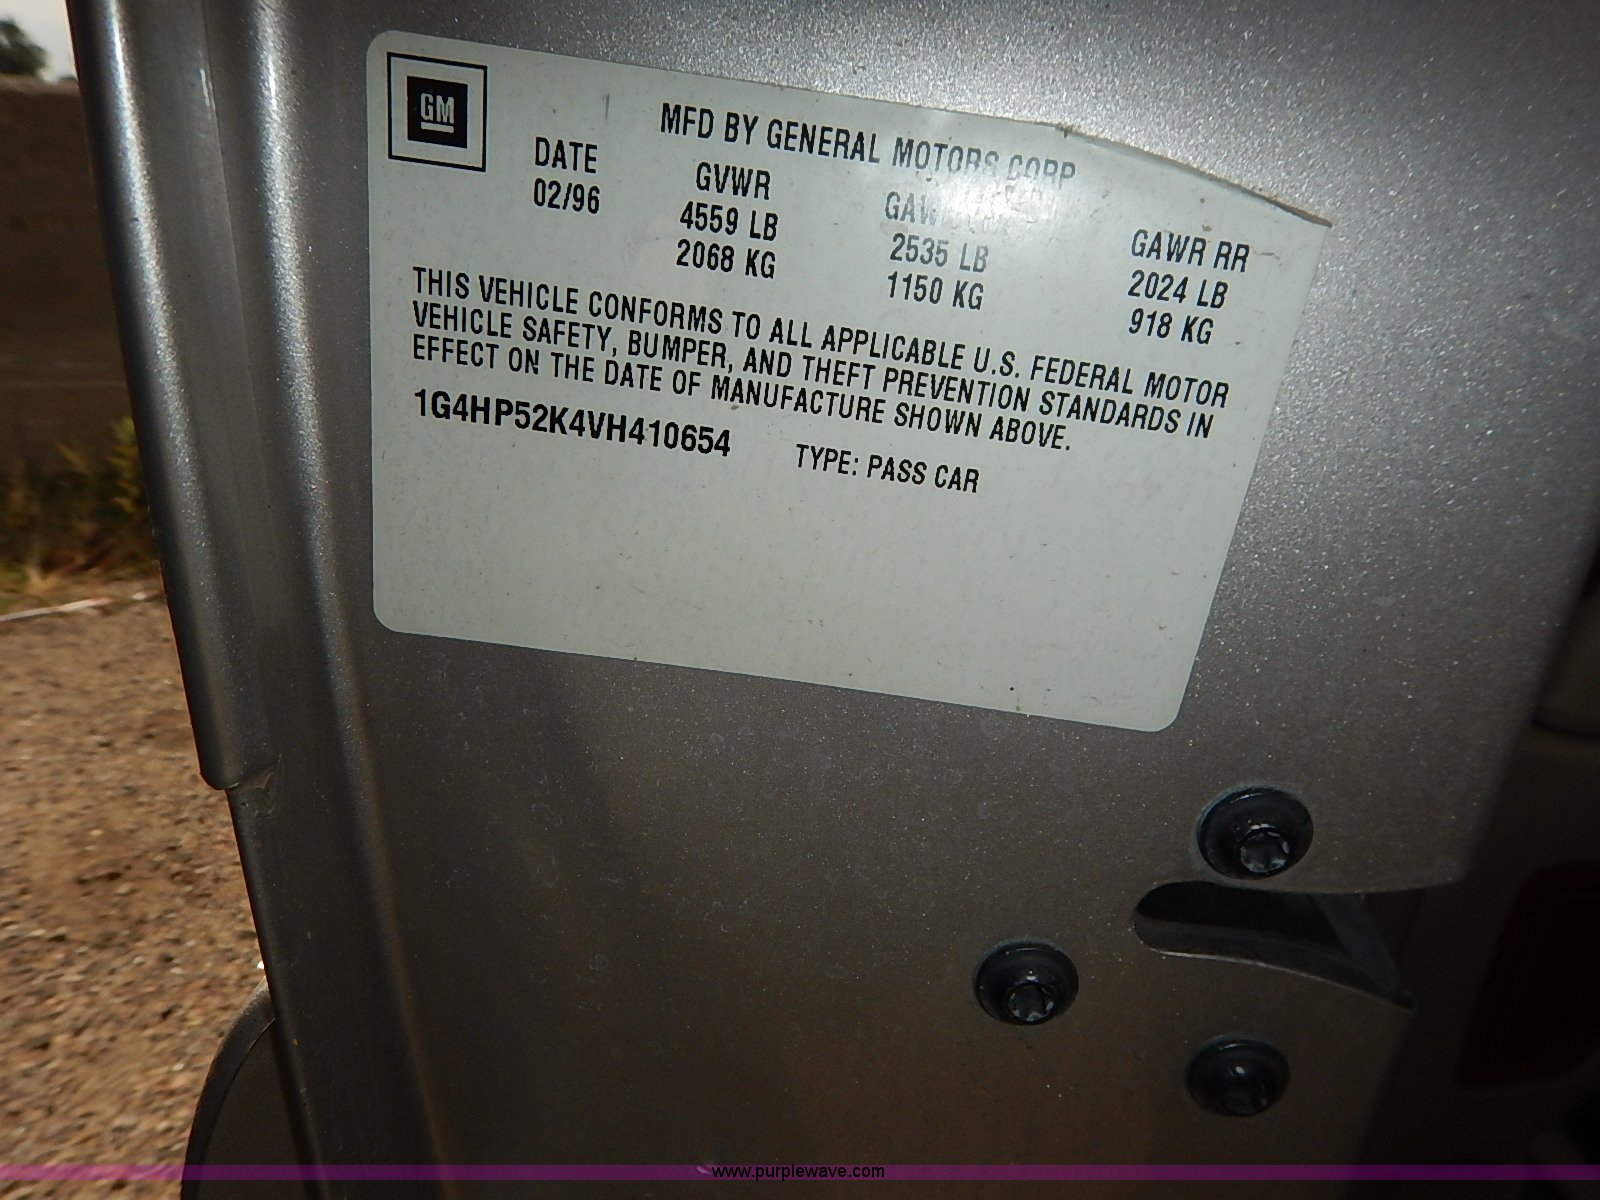 GM
MFD BY GENERAL MOTORS CORP
DATE GVWR GAWR RR
02/96 4559 LB 2535 LB 2024 LB
2068 KG 1150 KG 918 KG
THIS VEHICLE CONFORMS TO ALL APPLICABLE U.S. FEDERAL MOTOR
VEHICLE SAFETY, BUMPER, AND THEFT PREVENTION STANDARDS IN
EFFECT ON THE DATE OF MANUFACTURE SHOWN ABOVE.
1G4HP52K4VH410654 TYPE: PASS CAR
www.purplewave.com